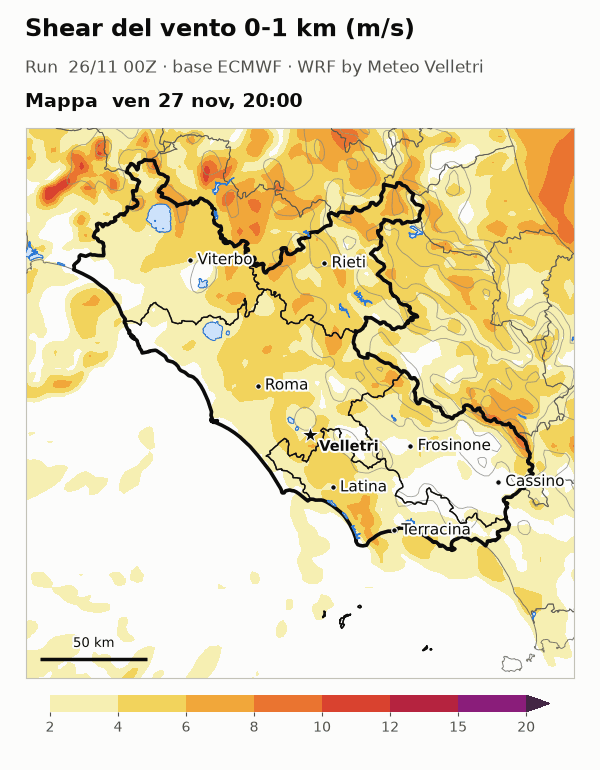 Shear del vento 0-1 km (m/s)
Run  26/11 00Z · base ECMWF · WRF by Meteo Velletri
Mappa  ven 27 nov, 20:00
Viterbo
Rieti
Roma
Velletri
Frosinone
Cassino
Latina
Terracina
50 km
2 4 6 8 10 12 15 20